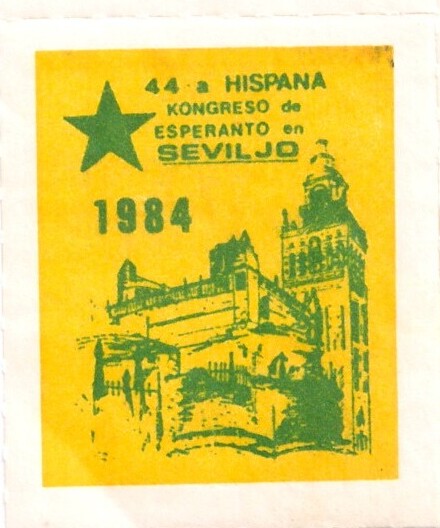 44-a HISPANA
KONGRESO de
ESPERANTO en
SEVILJO
1984